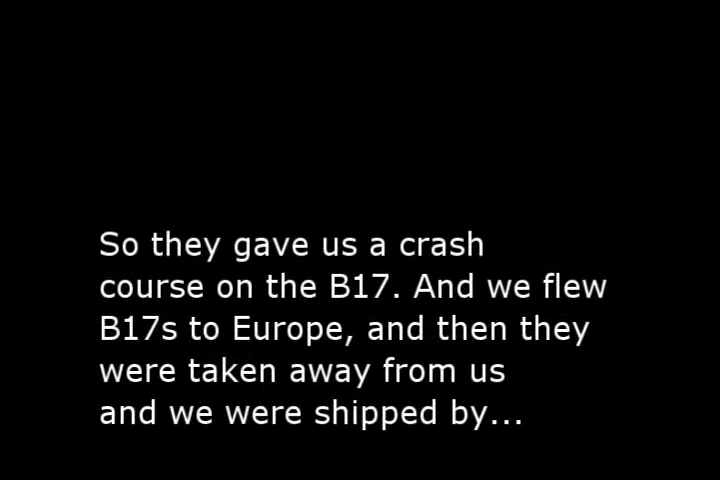 So they gave us a crash
course on the B17. And we flew
B17s to Europe, and then they
were taken away from us
and we were shipped by...